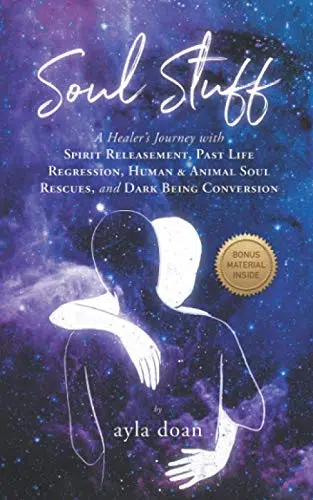 Soul Stuff
A Healer's Journey with
Spirit Releasement, Past Life
Regression, Human & Animal Soul
Rescues, and Dark Being Conversion
BONUS
MATERIAL
INSIDE
by
ayla doan